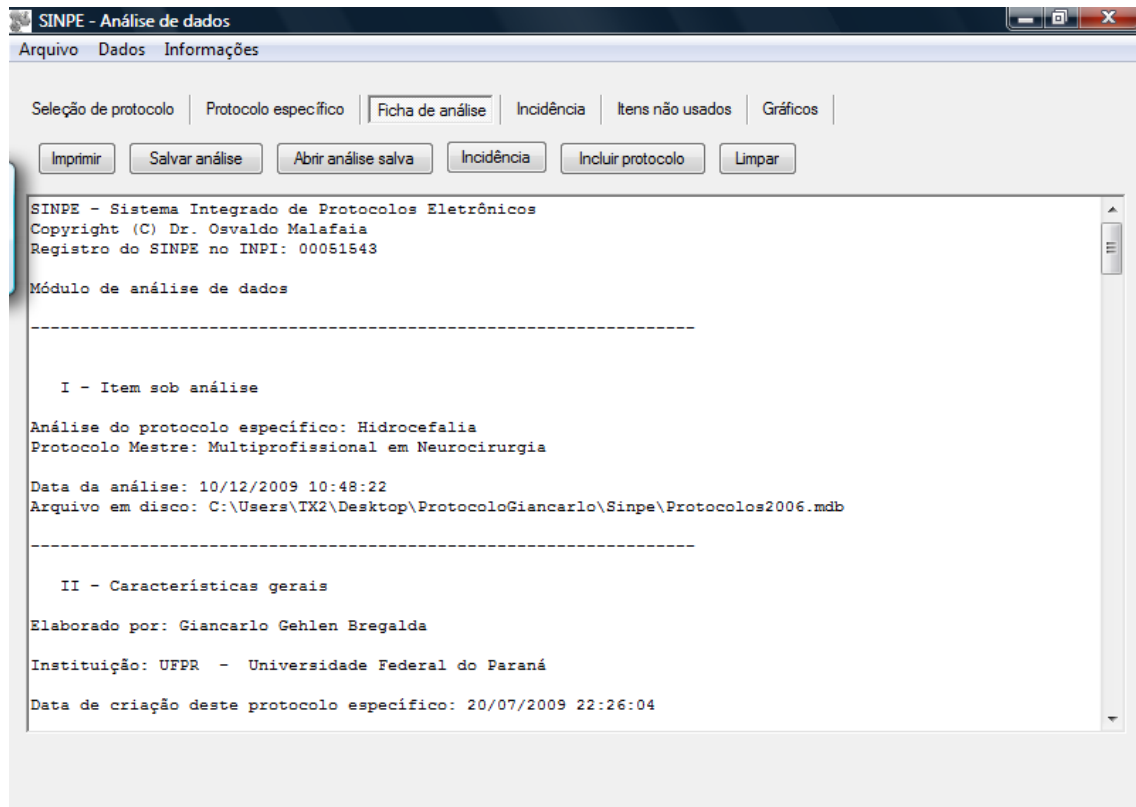 SINPE - Análise de dados
Arquivo Dados Informações
Seleção de protocolo Protocolo específico Ficha de análise Incidência Itens não usados Gráficos
Imprimir Salvar análise Abrir análise salva Incidência Incluir protocolo Limpar
SINPE - Sistema Integrado de Protocolos Eletrônicos
Copyright (C) Dr. Osvaldo Malafaia
Registro do SINPE no INPI: 00051543
Módulo de análise de dados
-------------------------------------------------------------------
I - Item sob análise
Análise do protocolo específico: Hidrocefalia
Protocolo Mestre: Multiprofissional em Neurocirurgia
Data da análise: 10/12/2009 10:48:22
Arquivo em disco: C:\Users\TX2\Desktop\ProtocoloGiancarlo\Sinpe\Protocolos2006.mdb
-------------------------------------------------------------------
II - Características gerais
Elaborado por: Giancarlo Gehlen Bregalda
Instituição: UFPR - Universidade Federal do Paraná
Data de criação deste protocolo específico: 20/07/2009 22:26:04